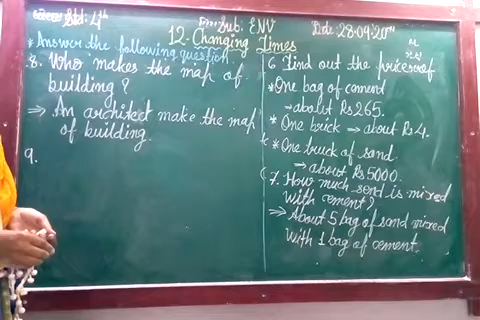 Std: 4th Sub: ENV Date 28.09.20
12. Changing Times
* Answer the following question
8. Who makes the map of
building?
⇒ An architect make the map
of building.
9.
6 Find out the price of
* One bag of cement
→ about Rs 265.
* One brick → about Rs 4.
* One truck of sand.
→ about Rs 5000.
7. How much sand is mixed
with cement?
⇒ About 5 bag of sand mixed
with 1 bag of cement.